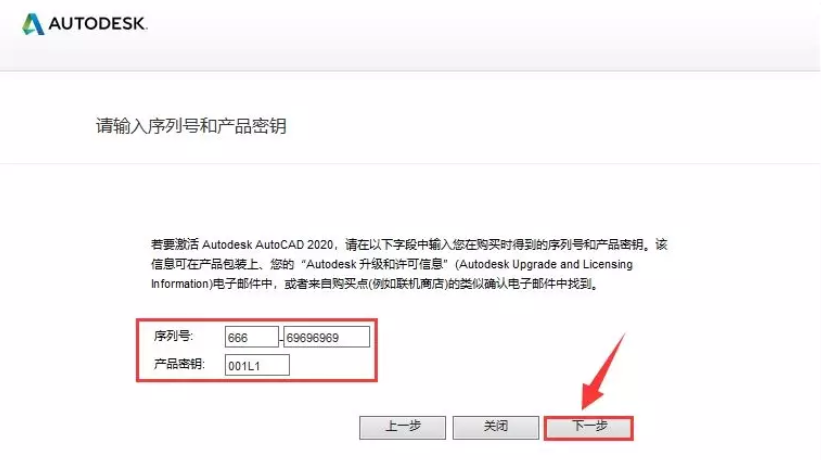 AUTODESK.
请输入序列号和产品密钥
若要激活 Autodesk AutoCAD 2020，请在以下字段中输入您在购买时得到的序列号和产品密钥。该
信息可在产品包装上、您的“Autodesk 升级和许可信息”(Autodesk Upgrade and Licensing
Information)电子邮件中，或者来自购买点(例如联机商店)的类似确认电子邮件中找到。
序列号: 666 - 69696969
产品密钥: 001L1
上一步 关闭 下一步